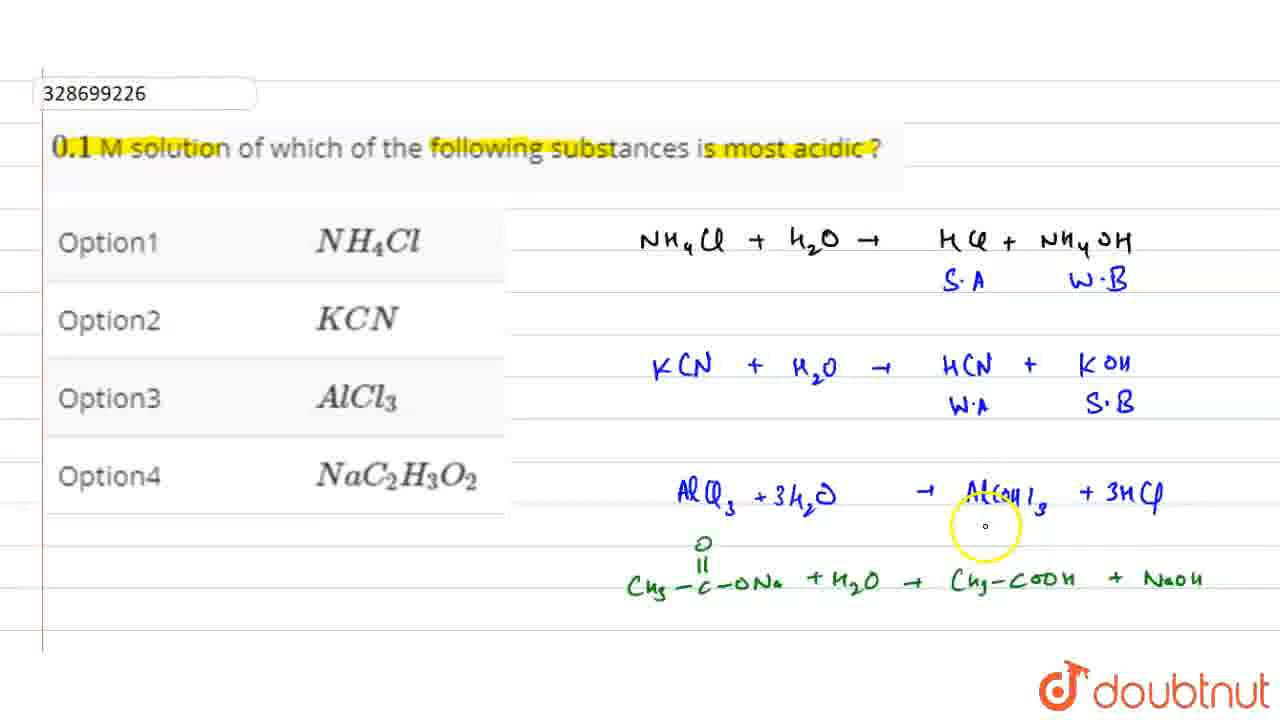 328699226
0.1 M solution of which of the following substances is most acidic ?
Option1 NH₄Cl
Option2 KCN
Option3 AlCl₃
Option4 NaC₂H₃O₂
NH₄Cl + H₂O → HCl + NH₄OH
S.A W.B
KCN + H₂O → HCN + KOH
W.A S.B
AlCl₃ + 3H₂O → Al(OH)₃ + 3HCl
O
||
CH₃ – C – ONa + H₂O → CH₃–COOH + NaOH
doubtnut